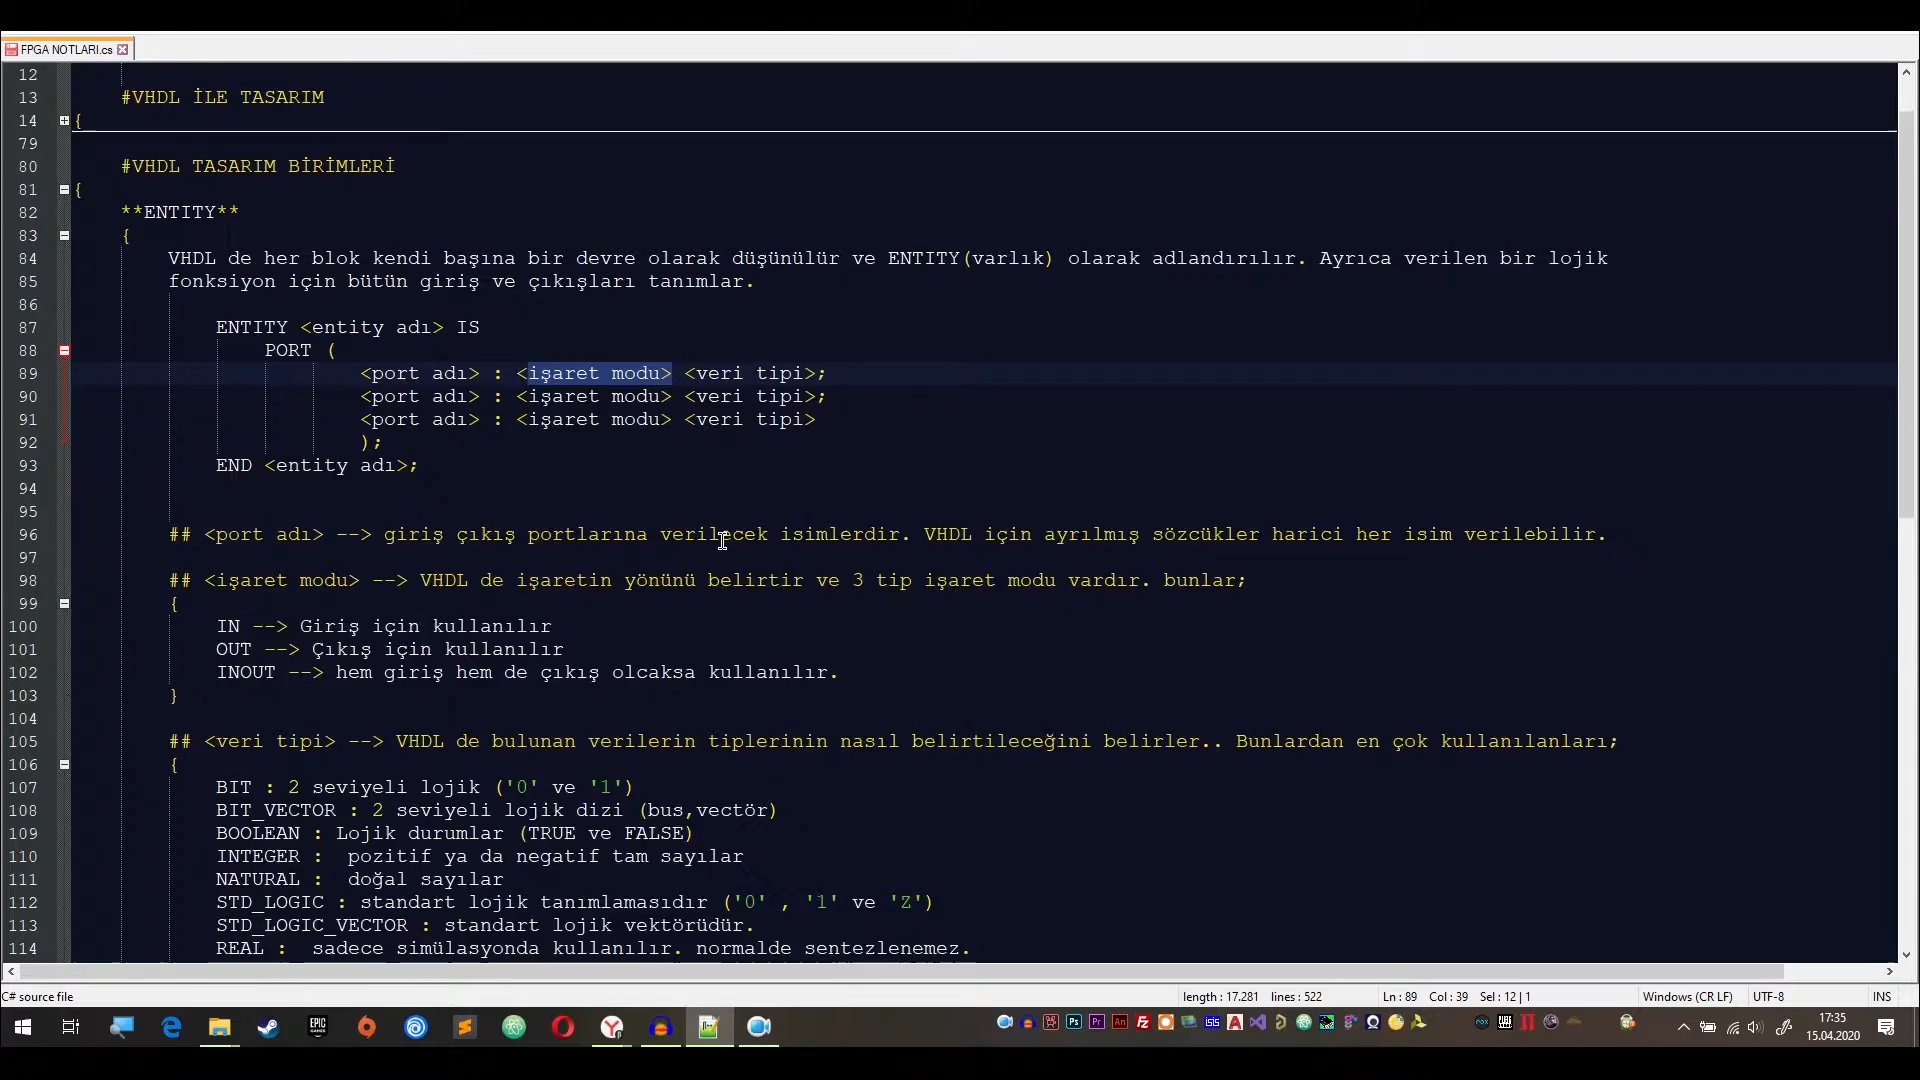 FPGA NOTLARI.cs
12
13 #VHDL İLE TASARIM
14 {
79
80 #VHDL TASARIM BİRİMLERİ
81 {
82 **ENTITY**
83 {
84 VHDL de her blok kendi başına bir devre olarak düşünülür ve ENTITY(varlık) olarak adlandırılır. Ayrıca verilen bir lojik
85 fonksiyon için bütün giriş ve çıkışları tanımlar.
86
87 ENTITY <entity adı> IS
88 PORT (
89 <port adı> : <işaret modu> <veri tipi>;
90 <port adı> : <işaret modu> <veri tipi>;
91 <port adı> : <işaret modu> <veri tipi>
92 );
93 END <entity adı>;
94
95
96 ## <port adı> --> giriş çıkış portlarına verilecek isimlerdir. VHDL için ayrılmış sözcükler harici her isim verilebilir.
97
98 ## <işaret modu> --> VHDL de işaretin yönünü belirtir ve 3 tip işaret modu vardır. bunlar;
99 {
100 IN --> Giriş için kullanılır
101 OUT --> Çıkış için kullanılır
102 INOUT --> hem giriş hem de çıkış olcaksa kullanılır.
103 }
104
105 ## <veri tipi> --> VHDL de bulunan verilerin tiplerinin nasıl belirtileceğini belirler.. Bunlardan en çok kullanılanları;
106 {
107 BIT : 2 seviyeli lojik ('0' ve '1')
108 BIT_VECTOR : 2 seviyeli lojik dizi (bus,vectör)
109 BOOLEAN : Lojik durumlar (TRUE ve FALSE)
110 INTEGER :  pozitif ya da negatif tam sayılar
111 NATURAL :  doğal sayılar
112 STD_LOGIC : standart lojik tanımlamasıdır ('0' , '1' ve 'Z')
113 STD_LOGIC_VECTOR : standart lojik vektörüdür.
114 REAL :  sadece simülasyonda kullanılır. normalde sentezlenemez.
C# source file length : 17.281 lines : 522 Ln : 89 Col : 39 Sel : 12 | 1 Windows (CR LF) UTF-8 INS
EPIC GAMES
Ps Pr An Fz
17:35
15.04.2020